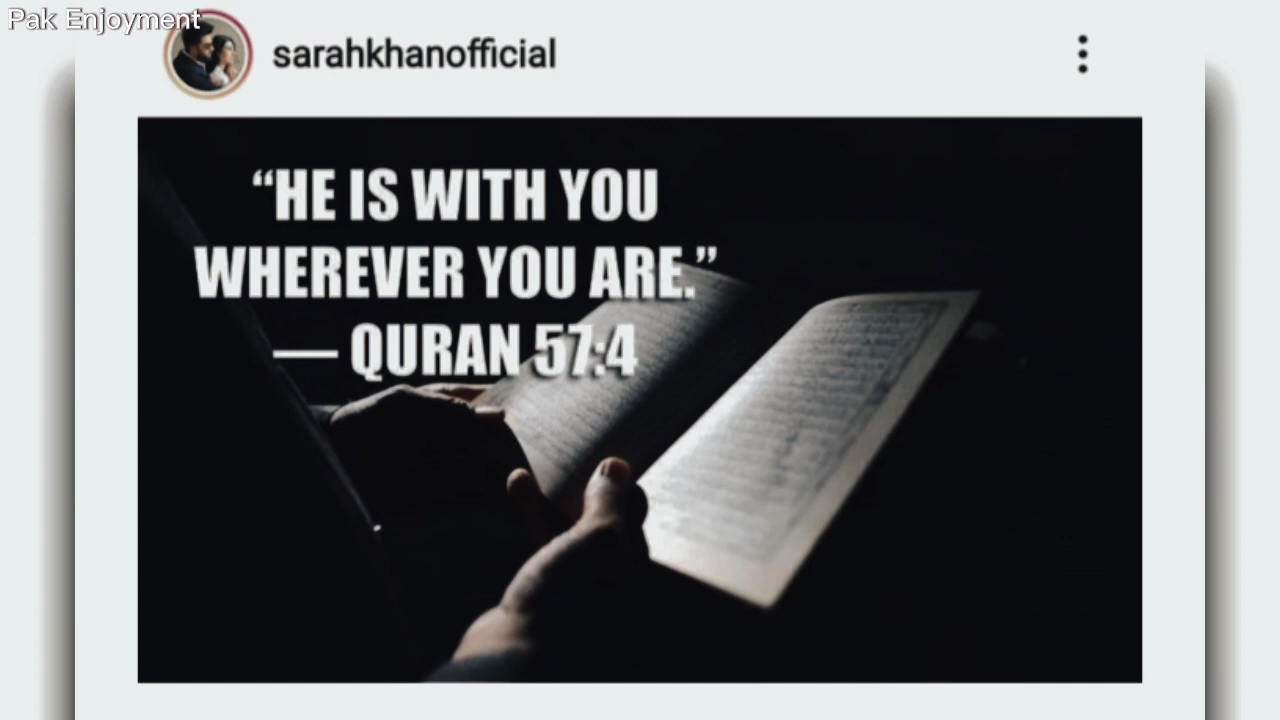 Pak Enjoyment
sarahkhanofficial
“HE IS WITH YOU
WHEREVER YOU ARE.”
— QURAN 57:4